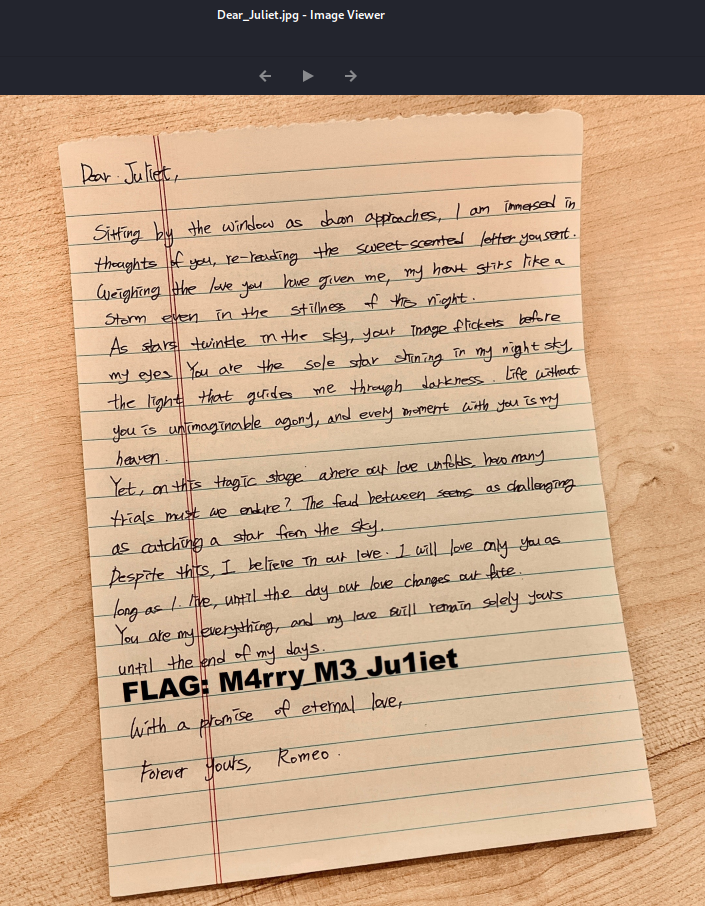 Dear_Juliet.jpg - Image Viewer
Dear Juliet,
Sitting by the window as dawn approaches, I am immersed in
thoughts of you, re-reading the sweet-scented letter you sent.
Weighing the love you have given me, my heart stirs like a
storm even in the stillness of this night.
As stars twinkle in the sky, your image flickers before
my eyes. You are the sole star shining in my night sky
the light that guides me through darkness. Life without
you is unimaginable agony, and every moment with you is my
heaven.
Yet, on this tragic stage where our love unfolds, how many
trials must we endure? The feud between seems as challenging
as catching a star from the sky.
Despite this, I believe in our love. I will love only you as
long as I live, until the day our love changes our fate.
You are my everything, and my love will remain solely yours
until the end of my days.
FLAG: M4rry_M3_Ju1iet
With a promise of eternal love,
Forever yours, Romeo.